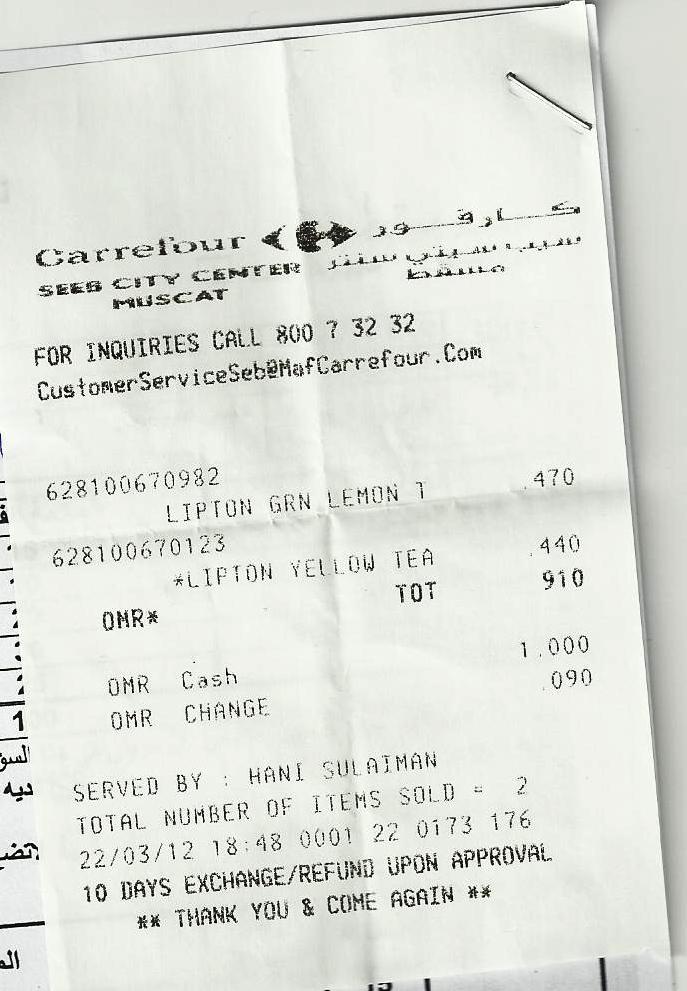 Carrefour كارفور
SEEB CITY CENTER سيب سيتي سنتر
MUSCAT مسقط
FOR INQUIRIES CALL 800 7 32 32
CustomerServiceSeb@MafCarrefour.Com
628100670982
LIPTON GRN LEMON T .470
628100670123
*LIPTON YELLOW TEA .440
OMR* TOT 910
OMR Cash 1.000
OMR CHANGE .090
SERVED BY : HANI SULAIMAN
TOTAL NUMBER OF ITEMS SOLD = 2
22/03/12 18:48 0001 22 0173 176
10 DAYS EXCHANGE/REFUND UPON APPROVAL
** THANK YOU & COME AGAIN **
1
ديه
15